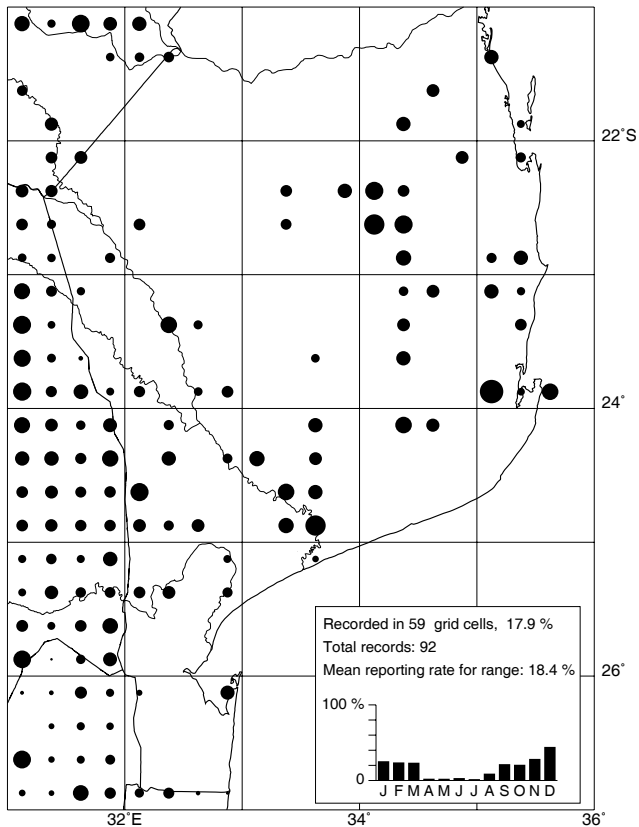 22˚S
24˚
Recorded in 59 grid cells, 17.9 %
Total records: 92
Mean reporting rate for range: 18.4 %
26˚
100 %
0
J F M A M J J A S O N D
32˚E
34˚
36˚